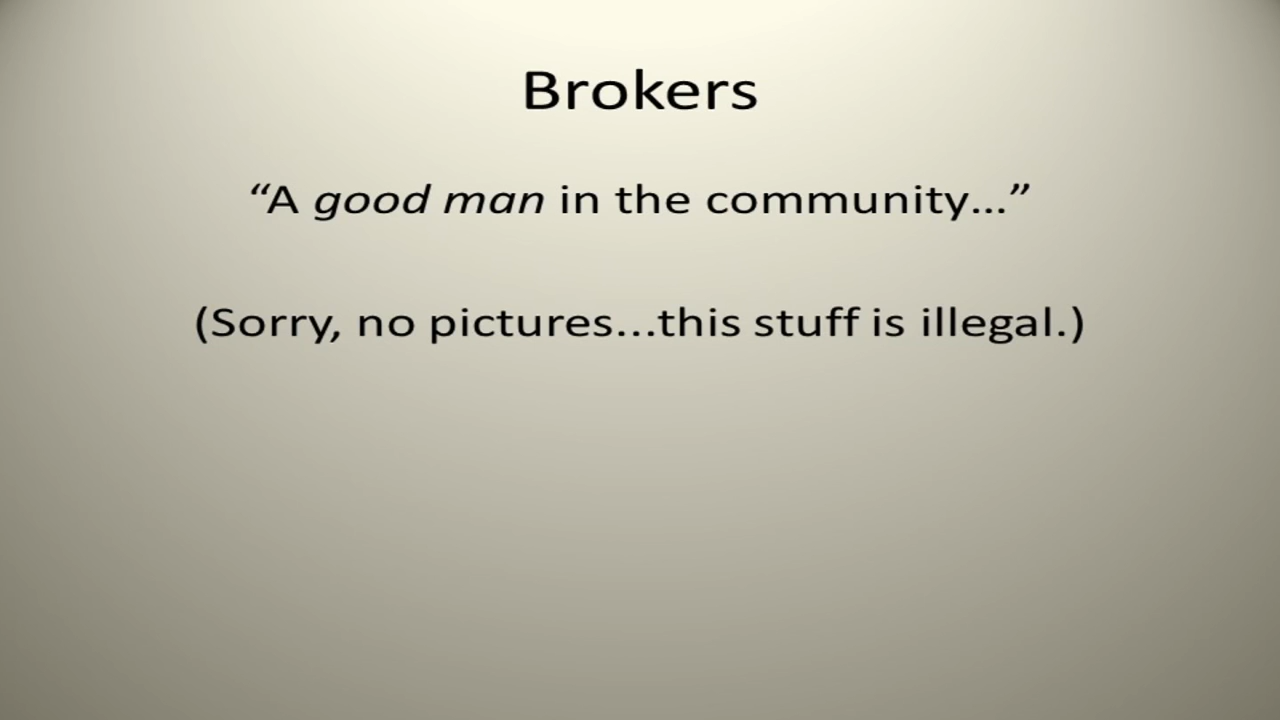 Brokers
“A good man in the community...”
(Sorry, no pictures...this stuff is illegal.)